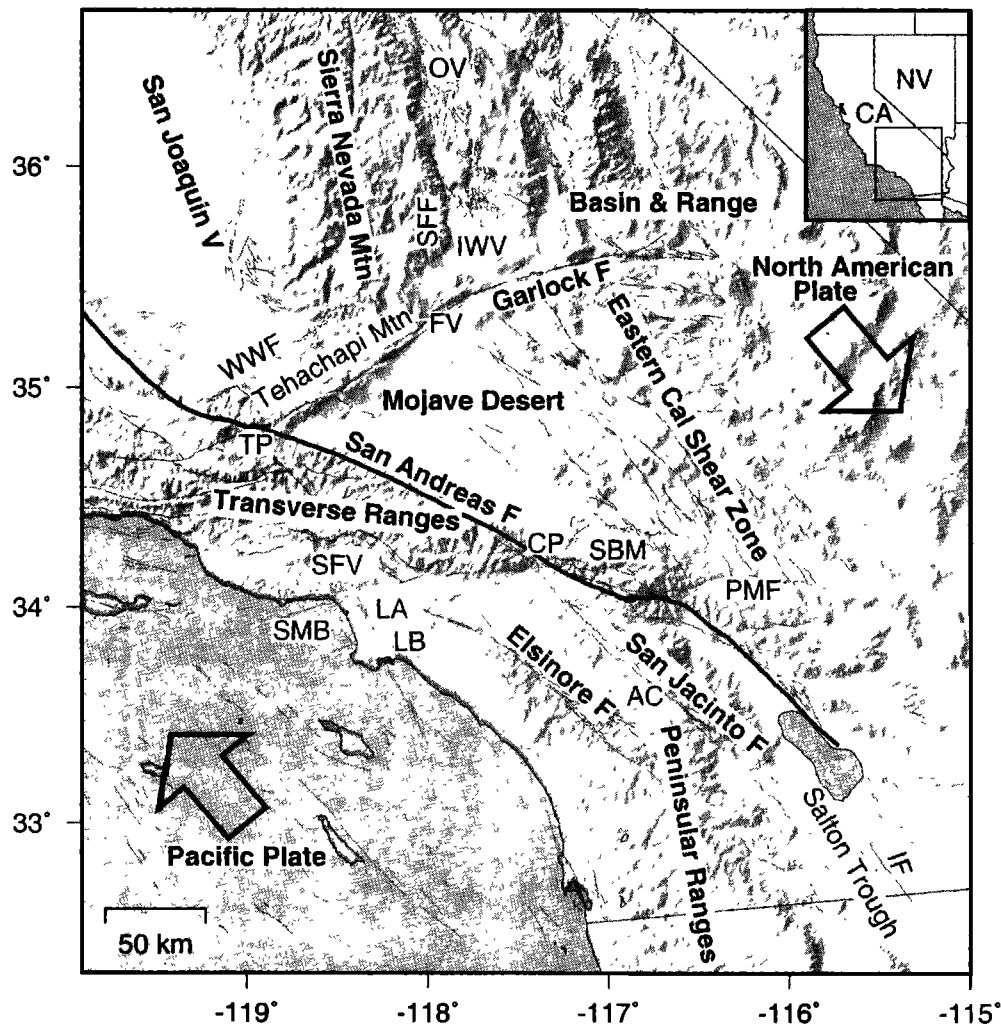 OV
NV
CA
San Joaquin V
Sierra Nevada Mtn
36˚
SFF
Basin & Range
IWV
North American
Plate
Garlock F
FV
WWF
Tehachapi Mtn
Eastern Cal Shear Zone
35˚
Mojave Desert
TP
San Andreas F
Transverse Ranges
CP
SBM
SFV
PMF
34˚
LA
SMB
LB
Elsinore F
San Jacinto F
AC
Peninsular Ranges
33˚
Salton Trough
IF
Pacific Plate
50 km
-119˚
-118˚
-117˚
-116˚
-115˚